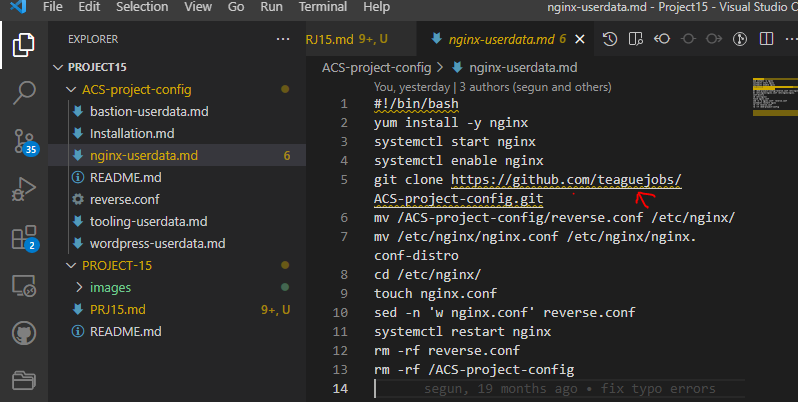 File Edit Selection View Go Run Terminal Help
nginx-userdata.md - Project15 - Visual Studio C
EXPLORER
RJ15.md 9+, U
nginx-userdata.md 6
PROJECT15
ACS-project-config
bastion-userdata.md
Installation.md
nginx-userdata.md 6
README.md
reverse.conf
tooling-userdata.md
wordpress-userdata.md
PROJECT-15
images
PRJ15.md 9+, U
README.md
35
2
ACS-project-config > nginx-userdata.md
You, yesterday | 3 authors (segun and others)
1 #!/bin/bash
2 yum install -y nginx
3 systemctl start nginx
4 systemctl enable nginx
5 git clone https://github.com/teaguejobs/
ACS-project-config.git
6 mv /ACS-project-config/reverse.conf /etc/nginx/
7 mv /etc/nginx/nginx.conf /etc/nginx/nginx.
conf-distro
8 cd /etc/nginx/
9 touch nginx.conf
10 sed -n 'w nginx.conf' reverse.conf
11 systemctl restart nginx
12 rm -rf reverse.conf
13 rm -rf /ACS-project-config
14 segun, 19 months ago • fix typo errors